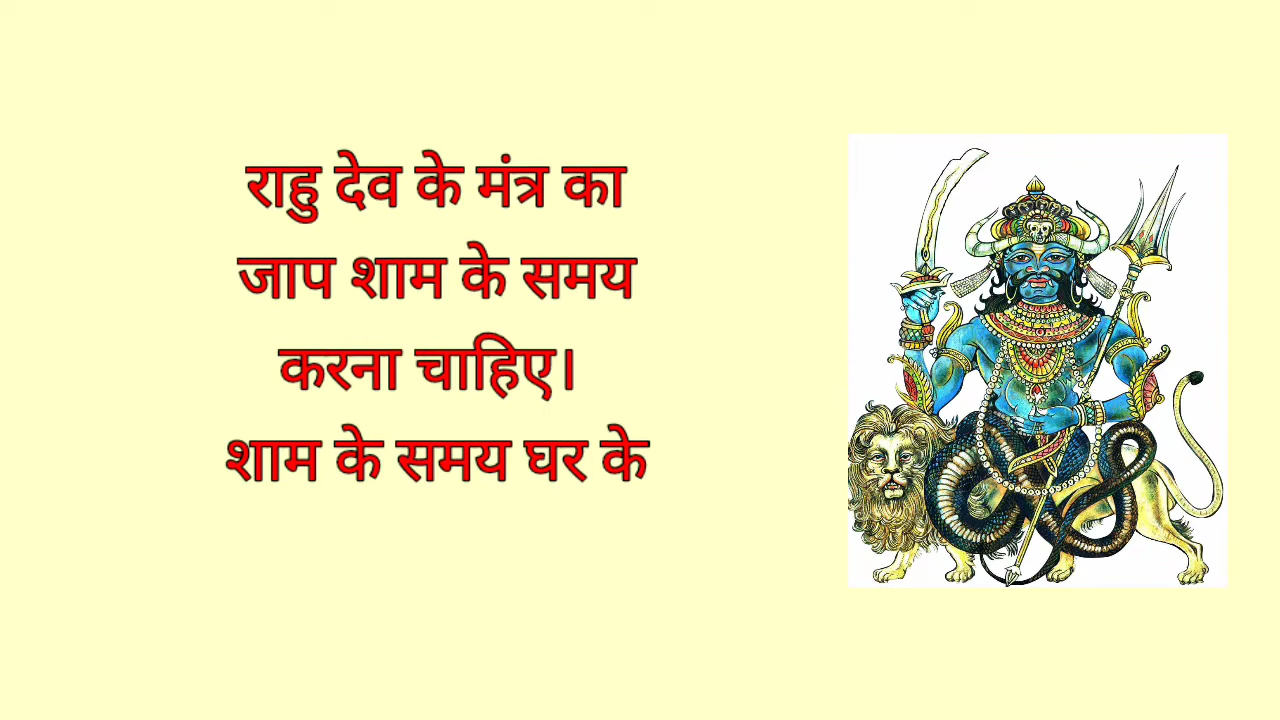 राहु देव के मंत्र का
जाप शाम के समय
करना चाहिए।
शाम के समय घर के